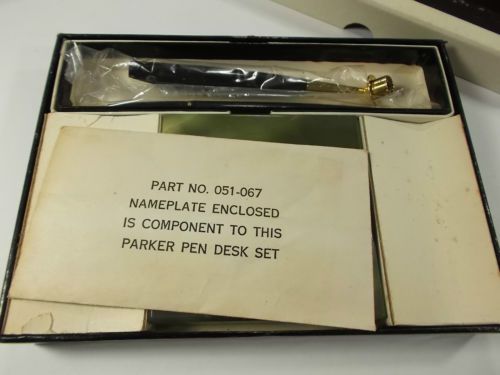 PART NO. 051-067
NAMEPLATE ENCLOSED
IS COMPONENT TO THIS
PARKER PEN DESK SET